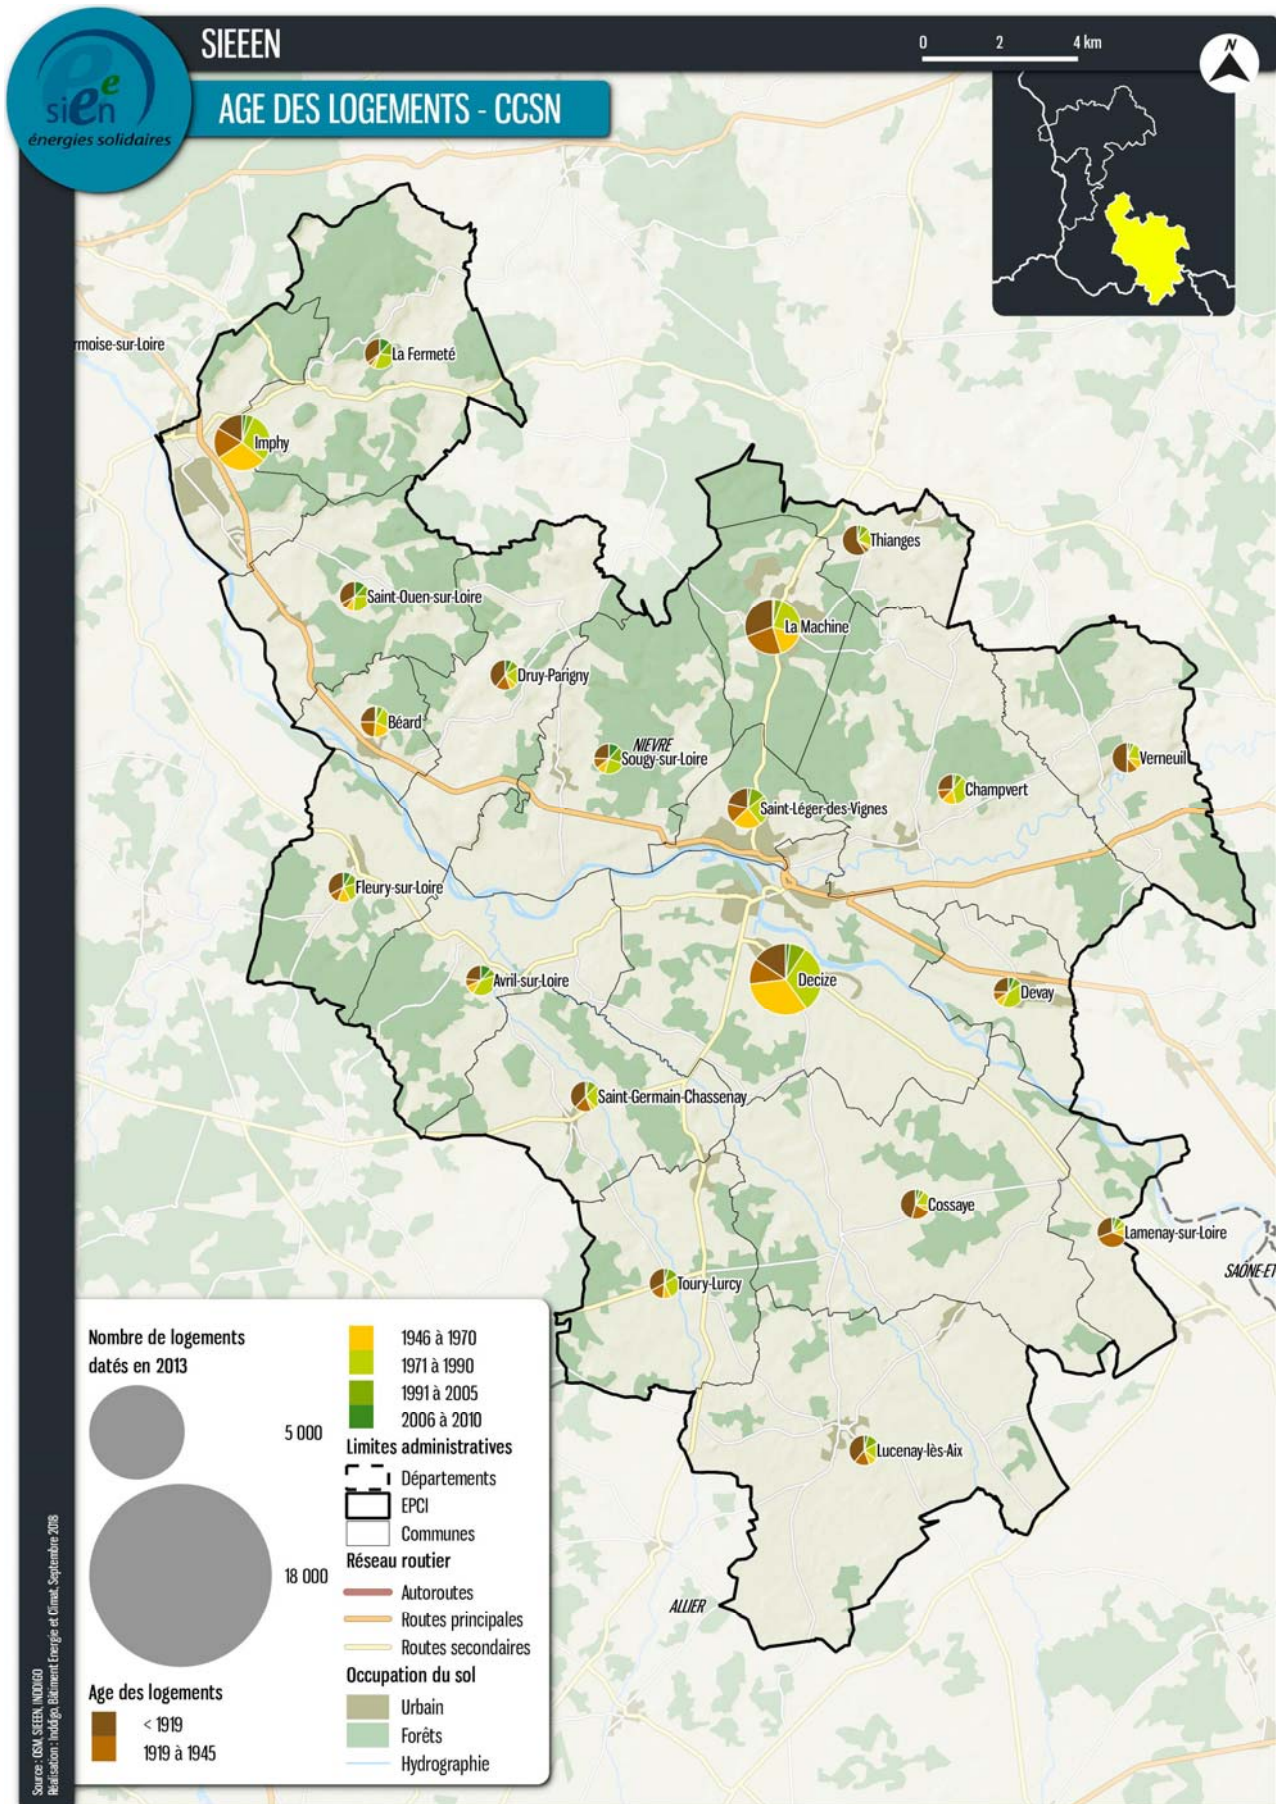 SIEEEN
0 2 4 km
N
e
sieen
énergies solidaires
AGE DES LOGEMENTS - CCSN
rmoise-sur-Loire
La Fermeté
Imphy
Thianges
Saint-Ouen-sur-Loire
La Machine
Druy-Parigny
Béard
NIEVRE
Sougy-sur-Loire
Verneuil
Champvert
Saint-Léger-des-Vignes
Fleury-sur-Loire
Avril-sur-Loire
Decize
Devay
Saint-Germain-Chassenay
Cossaye
Lamenay-sur-Loire
SAÔNE-ET
Toury-Lurcy
Lucenay-lès-Aix
ALLIER
Nombre de logements
datés en 2013
5 000
18 000
Age des logements
< 1919
1919 à 1945
1946 à 1970
1971 à 1990
1991 à 2005
2006 à 2010
Limites administratives
Départements
EPCI
Communes
Réseau routier
Autoroutes
Routes principales
Routes secondaires
Occupation du sol
Urbain
Forêts
Hydrographie
Source : OSM, SIEEEN, INDDIGO
Réalisation : Inddigo, Bâtiment Energie et Climat, Septembre 2018